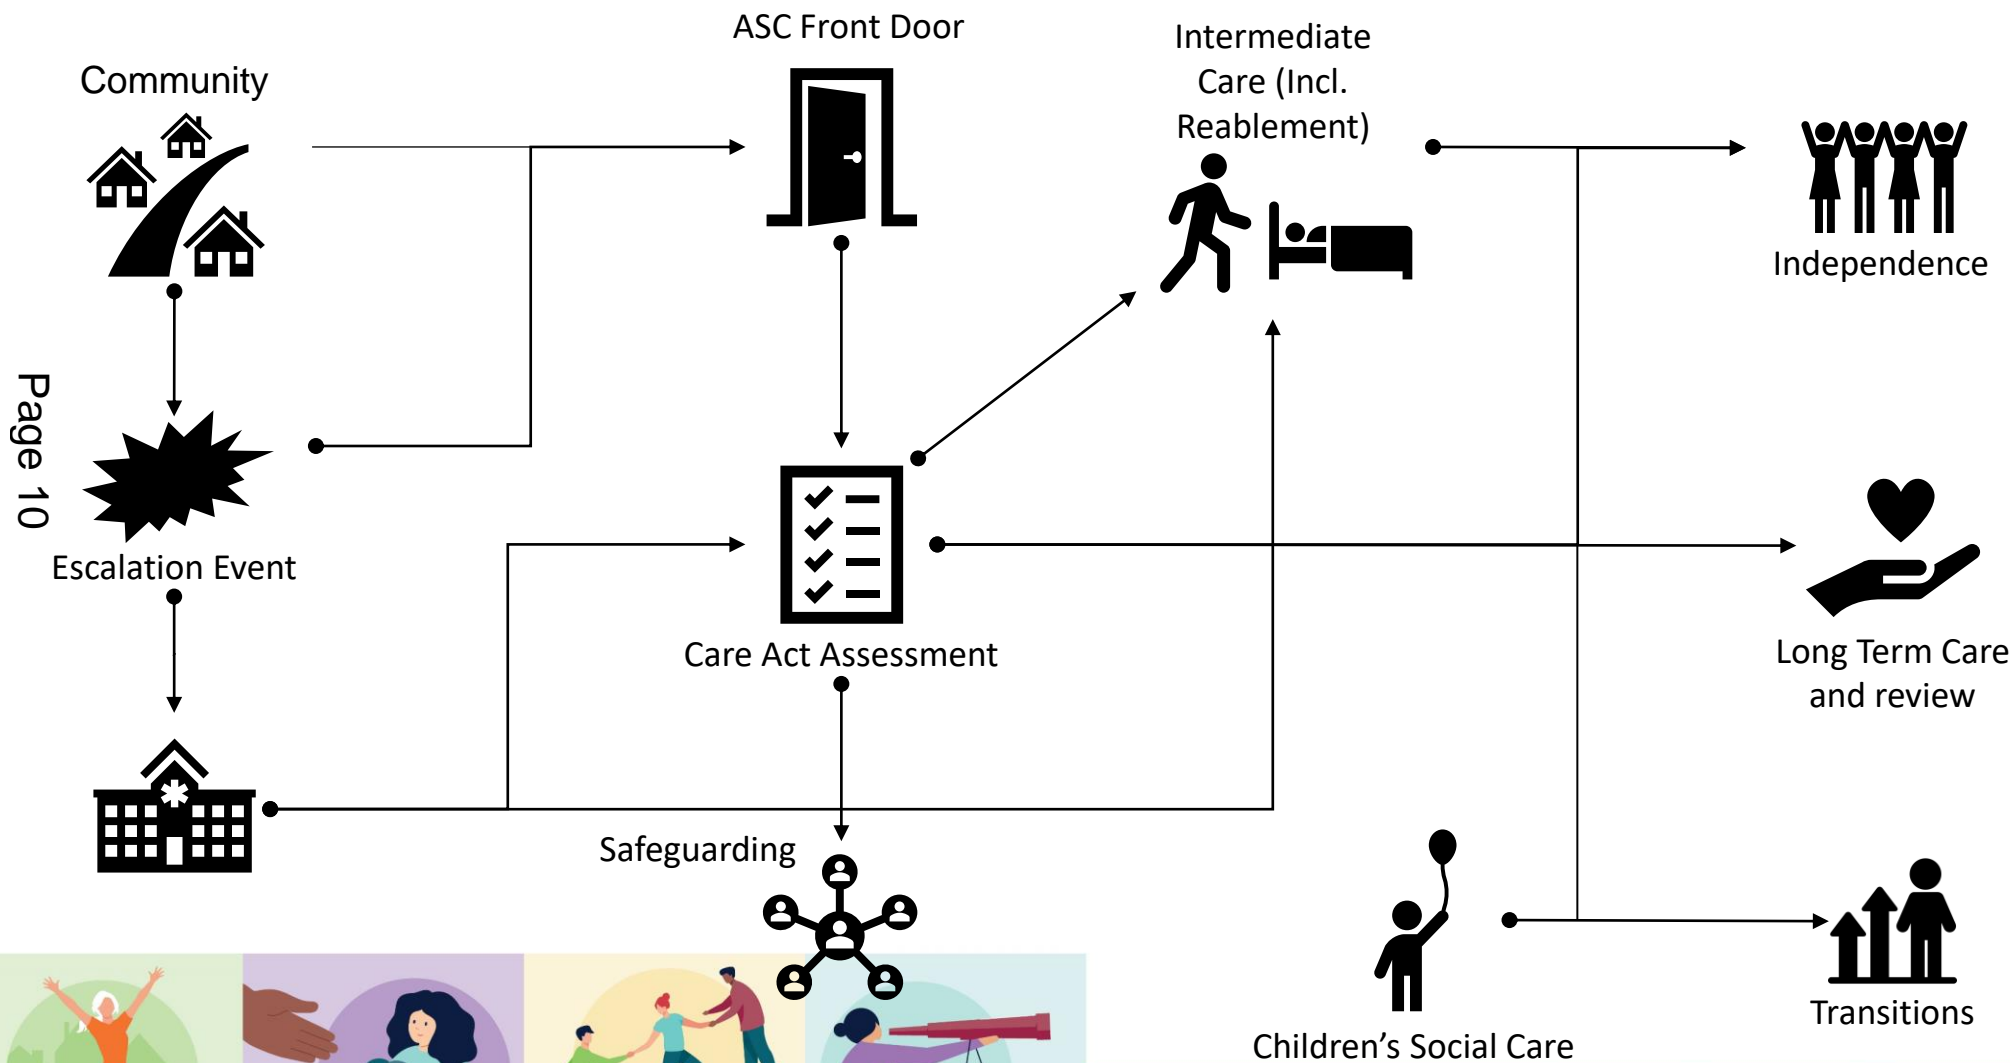 ASC Front Door
Intermediate
Care (Incl.
Reablement)
Community
Independence
Page 10
Escalation Event
Care Act Assessment
Long Term Care
and review
Safeguarding
Transitions
Children’s Social Care